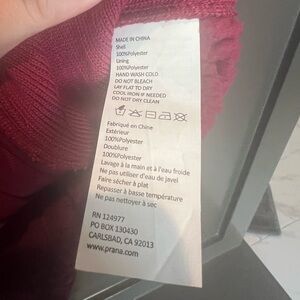 MADE IN CHINA
Shell
100%Polyester
Lining
100%Polyester
HAND WASH COLD
DO NOT BLEACH
LAY FLAT TO DRY
COOL IRON IF NEEDED
DO NOT DRY CLEAN
Fabriqué en Chine
Extérieur
100%Polyester
Doublure
100%Polyester
Lavage à la main et à l'eau froide
Ne pas utiliser d'eau de javel
Faire sécher à plat
Repasser à basse température
Ne pas nettoyer à sec
RN 124977
PO BOX 130430
CARLSBAD, CA 92013
www.prana.com